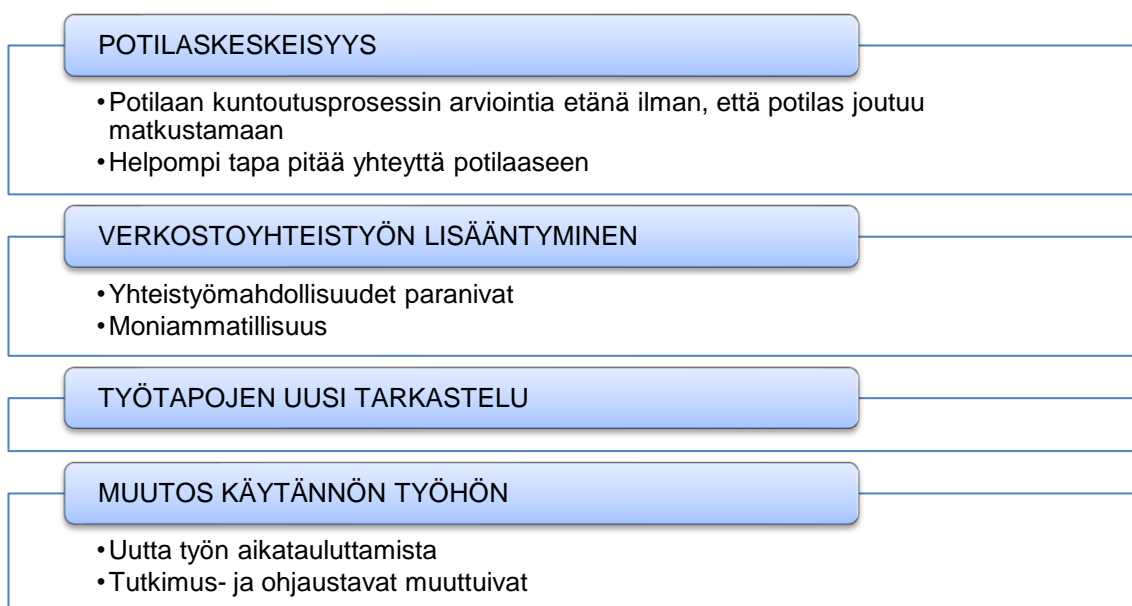 POTILASKESKEISYYS
•Potilaan kuntoutusprosessin arviointia etänä ilman, että potilas joutuu
matkustamaan
•Helpompi tapa pitää yhteyttä potilaaseen
VERKOSTOYHTEISTYÖN LISÄÄNTYMINEN
•Yhteistyömahdollisuudet paranivat
•Moniammatillisuus
TYÖTAPOJEN UUSI TARKASTELU
MUUTOS KÄYTÄNNÖN TYÖHÖN
•Uutta työn aikatauluttamista
•Tutkimus- ja ohjaustavat muuttuivat